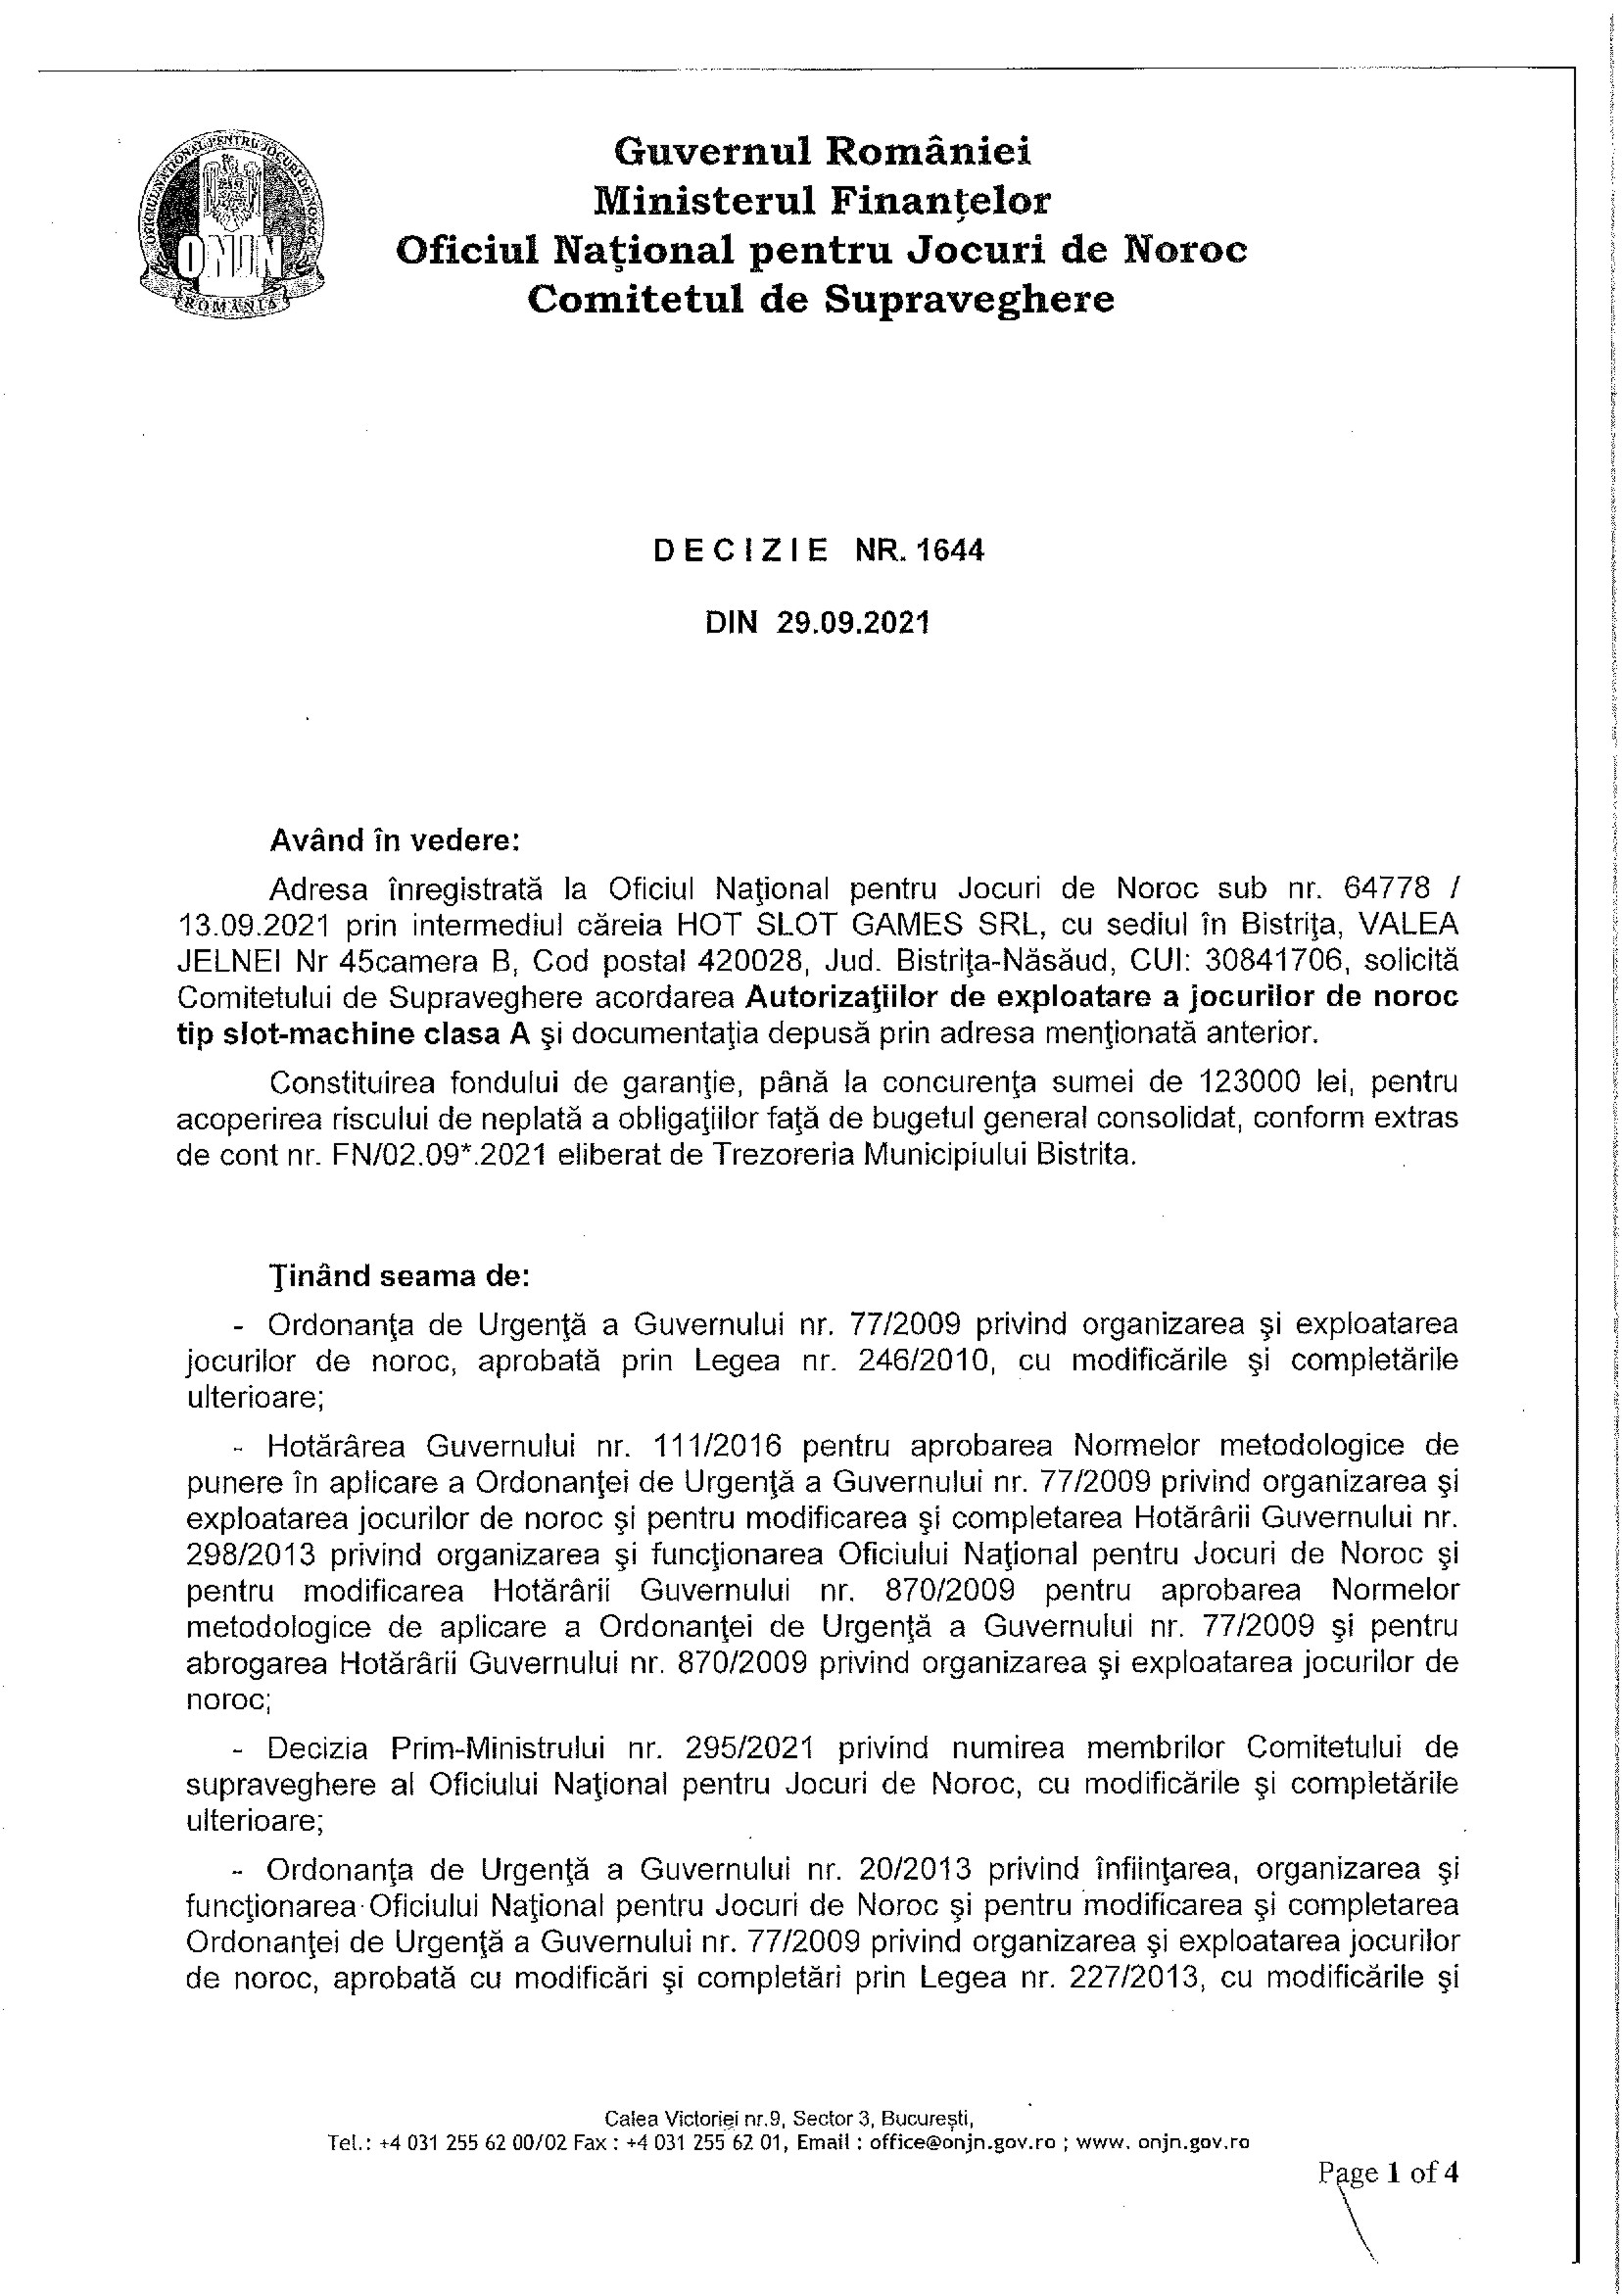 OFICIUL NAŢIONAL PENTRU JOCURI DE NOROC
ONJN
ROMÂNIA
Guvernul României
Ministerul Finanţelor
Oficiul Naţional pentru Jocuri de Noroc
Comitetul de Supraveghere
DECIZIE NR. 1644
DIN 29.09.2021
Având în vedere:
Adresa înregistrată la Oficiul Naţional pentru Jocuri de Noroc sub nr. 64778 /
13.09.2021 prin intermediul căreia HOT SLOT GAMES SRL, cu sediul în Bistriţa, VALEA
JELNEI Nr 45camera B, Cod postal 420028, Jud. Bistriţa-Năsăud, CUI: 30841706, solicită
Comitetului de Supraveghere acordarea Autorizaţiilor de exploatare a jocurilor de noroc
tip slot-machine clasa A şi documentaţia depusă prin adresa menţionată anterior.
Constituirea fondului de garanţie, până la concurenţa sumei de 123000 lei, pentru
acoperirea riscului de neplată a obligaţiilor faţă de bugetul general consolidat, conform extras
de cont nr. FN/02.09*.2021 eliberat de Trezoreria Municipiului Bistrita.
Ţinând seama de:
- Ordonanţa de Urgenţă a Guvernului nr. 77/2009 privind organizarea şi exploatarea
jocurilor de noroc, aprobată prin Legea nr. 246/2010, cu modificările şi completările
ulterioare;
- Hotărârea Guvernului nr. 111/2016 pentru aprobarea Normelor metodologice de
punere în aplicare a Ordonanţei de Urgenţă a Guvernului nr. 77/2009 privind organizarea şi
exploatarea jocurilor de noroc şi pentru modificarea şi completarea Hotărârii Guvernului nr.
298/2013 privind organizarea şi funcţionarea Oficiului Naţional pentru Jocuri de Noroc şi
pentru modificarea Hotărârii Guvernului nr. 870/2009 pentru aprobarea Normelor
metodologice de aplicare a Ordonanţei de Urgenţă a Guvernului nr. 77/2009 şi pentru
abrogarea Hotărârii Guvernului nr. 870/2009 privind organizarea şi exploatarea jocurilor de
noroc;
- Decizia Prim-Ministrului nr. 295/2021 privind numirea membrilor Comitetului de
supraveghere al Oficiului Naţional pentru Jocuri de Noroc, cu modificările şi completările
ulterioare;
- Ordonanţa de Urgenţă a Guvernului nr. 20/2013 privind înfiinţarea, organizarea şi
funcţionarea Oficiului Naţional pentru Jocuri de Noroc şi pentru modificarea şi completarea
Ordonanţei de Urgenţă a Guvernului nr. 77/2009 privind organizarea şi exploatarea jocurilor
de noroc, aprobată cu modificări şi completări prin Legea nr. 227/2013, cu modificările şi
Calea Victoriei nr.9, Sector 3, Bucureşti,
Tel.: +4 031 255 62 00/02 Fax : +4 031 255 62 01, Email : office@onjn.gov.ro ; www. onjn.gov.ro
Page 1 of 4